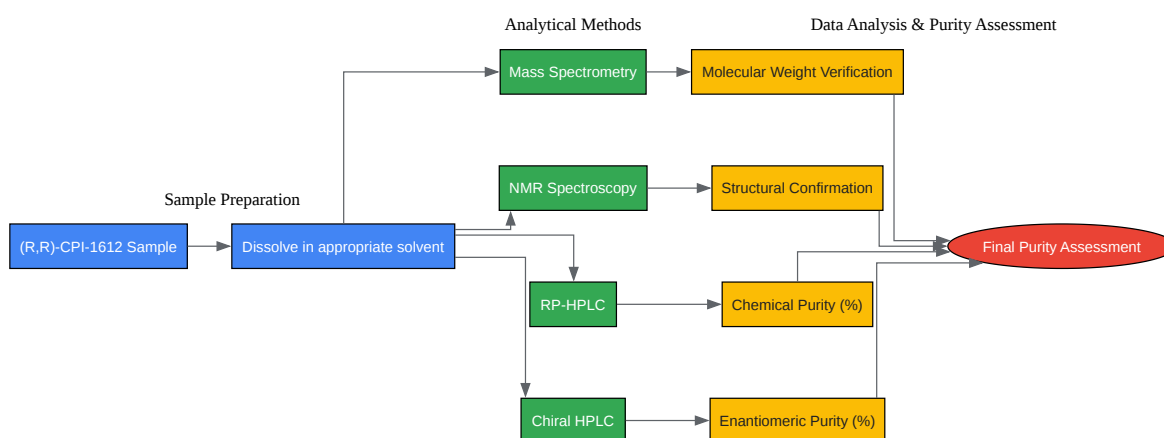 Analytical Methods
Data Analysis & Purity Assessment
Mass Spectrometry
Molecular Weight Verification
Sample Preparation
NMR Spectroscopy
Structural Confirmation
(R,R)-CPI-1612 Sample
Dissolve in appropriate solvent
Final Purity Assessment
RP-HPLC
Chemical Purity (%)
Chiral HPLC
Enantiomeric Purity (%)